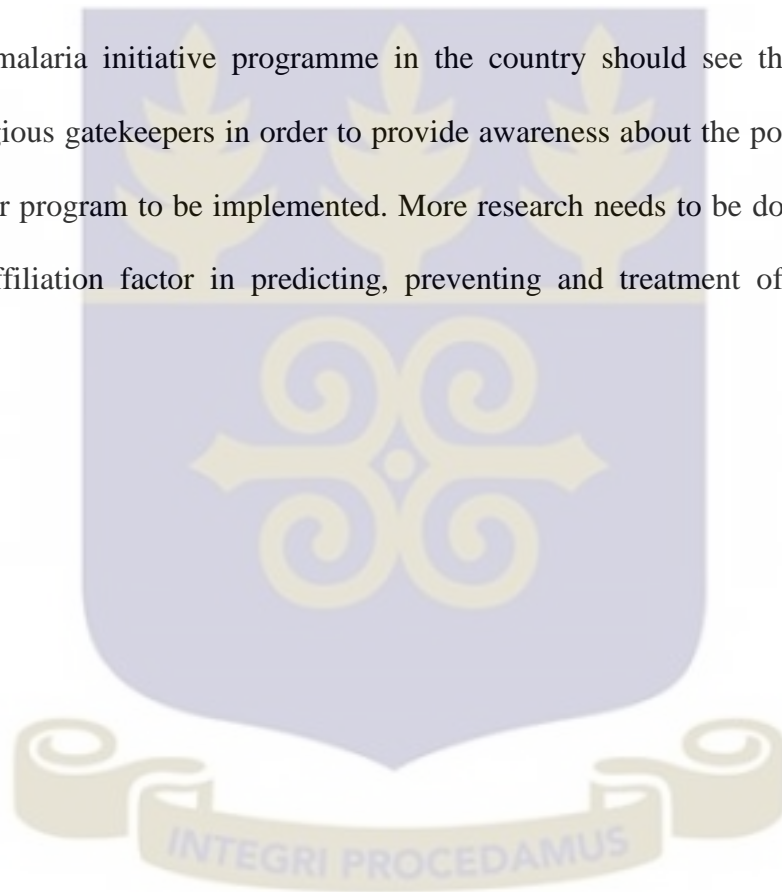 malaria initiative programme in the country should see th
gious gatekeepers in order to provide awareness about the po
r program to be implemented. More research needs to be do
ffiliation factor in predicting, preventing and treatment of
INTEGRI PROCEDAMUS